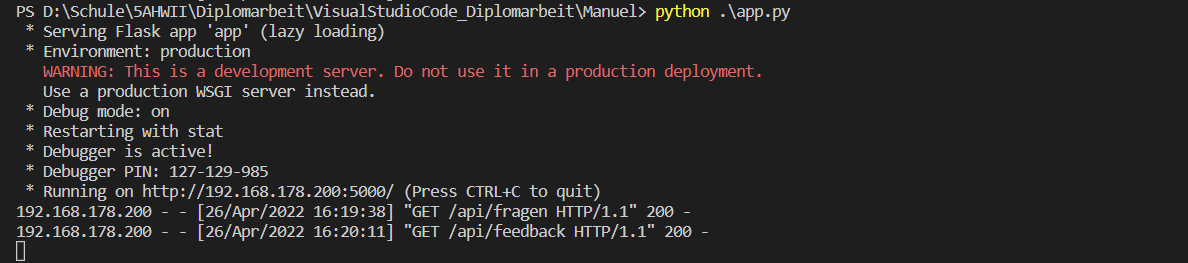 PS D:\Schule\5AHWII\Diplomarbeit\VisualStudioCode_Diplomarbeit\Manuel> python .\app.py
* Serving Flask app 'app' (lazy loading)
* Environment: production
WARNING: This is a development server. Do not use it in a production deployment.
Use a production WSGI server instead.
* Debug mode: on
* Restarting with stat
* Debugger is active!
* Debugger PIN: 127-129-985
* Running on http://192.168.178.200:5000/ (Press CTRL+C to quit)
192.168.178.200 - - [26/Apr/2022 16:19:38] "GET /api/fragen HTTP/1.1" 200 -
192.168.178.200 - - [26/Apr/2022 16:20:11] "GET /api/feedback HTTP/1.1" 200 -